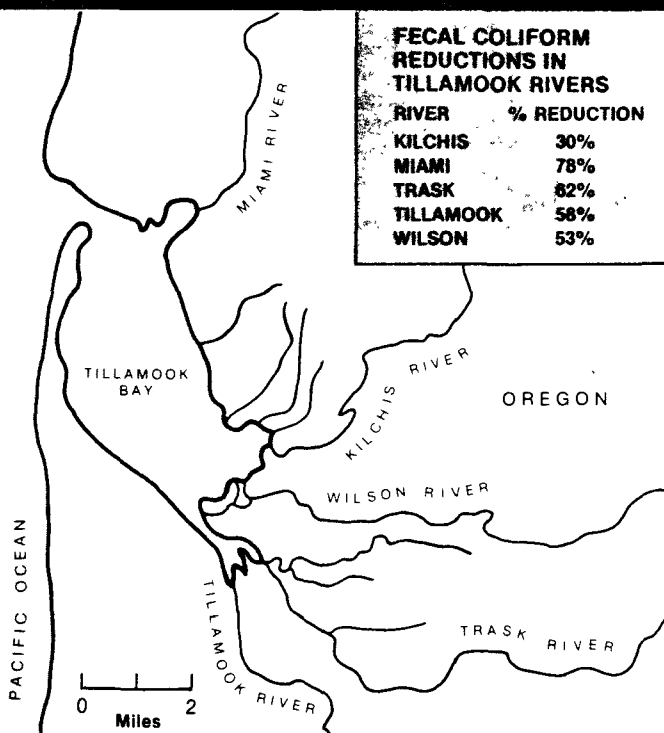 FECAL COLIFORM
REDUCTIONS IN
TILLAMOOK RIVERS
RIVER % REDUCTION
KILCHIS 30%
MIAMI 78%
TRASK 62%
TILLAMOOK 58%
WILSON 53%
MIAMI RIVER
TILLAMOOK
BAY
KILCHIS RIVER
OREGON
WILSON RIVER
PACIFIC OCEAN
TILLAMOOK RIVER
TRASK RIVER
0 2
Miles